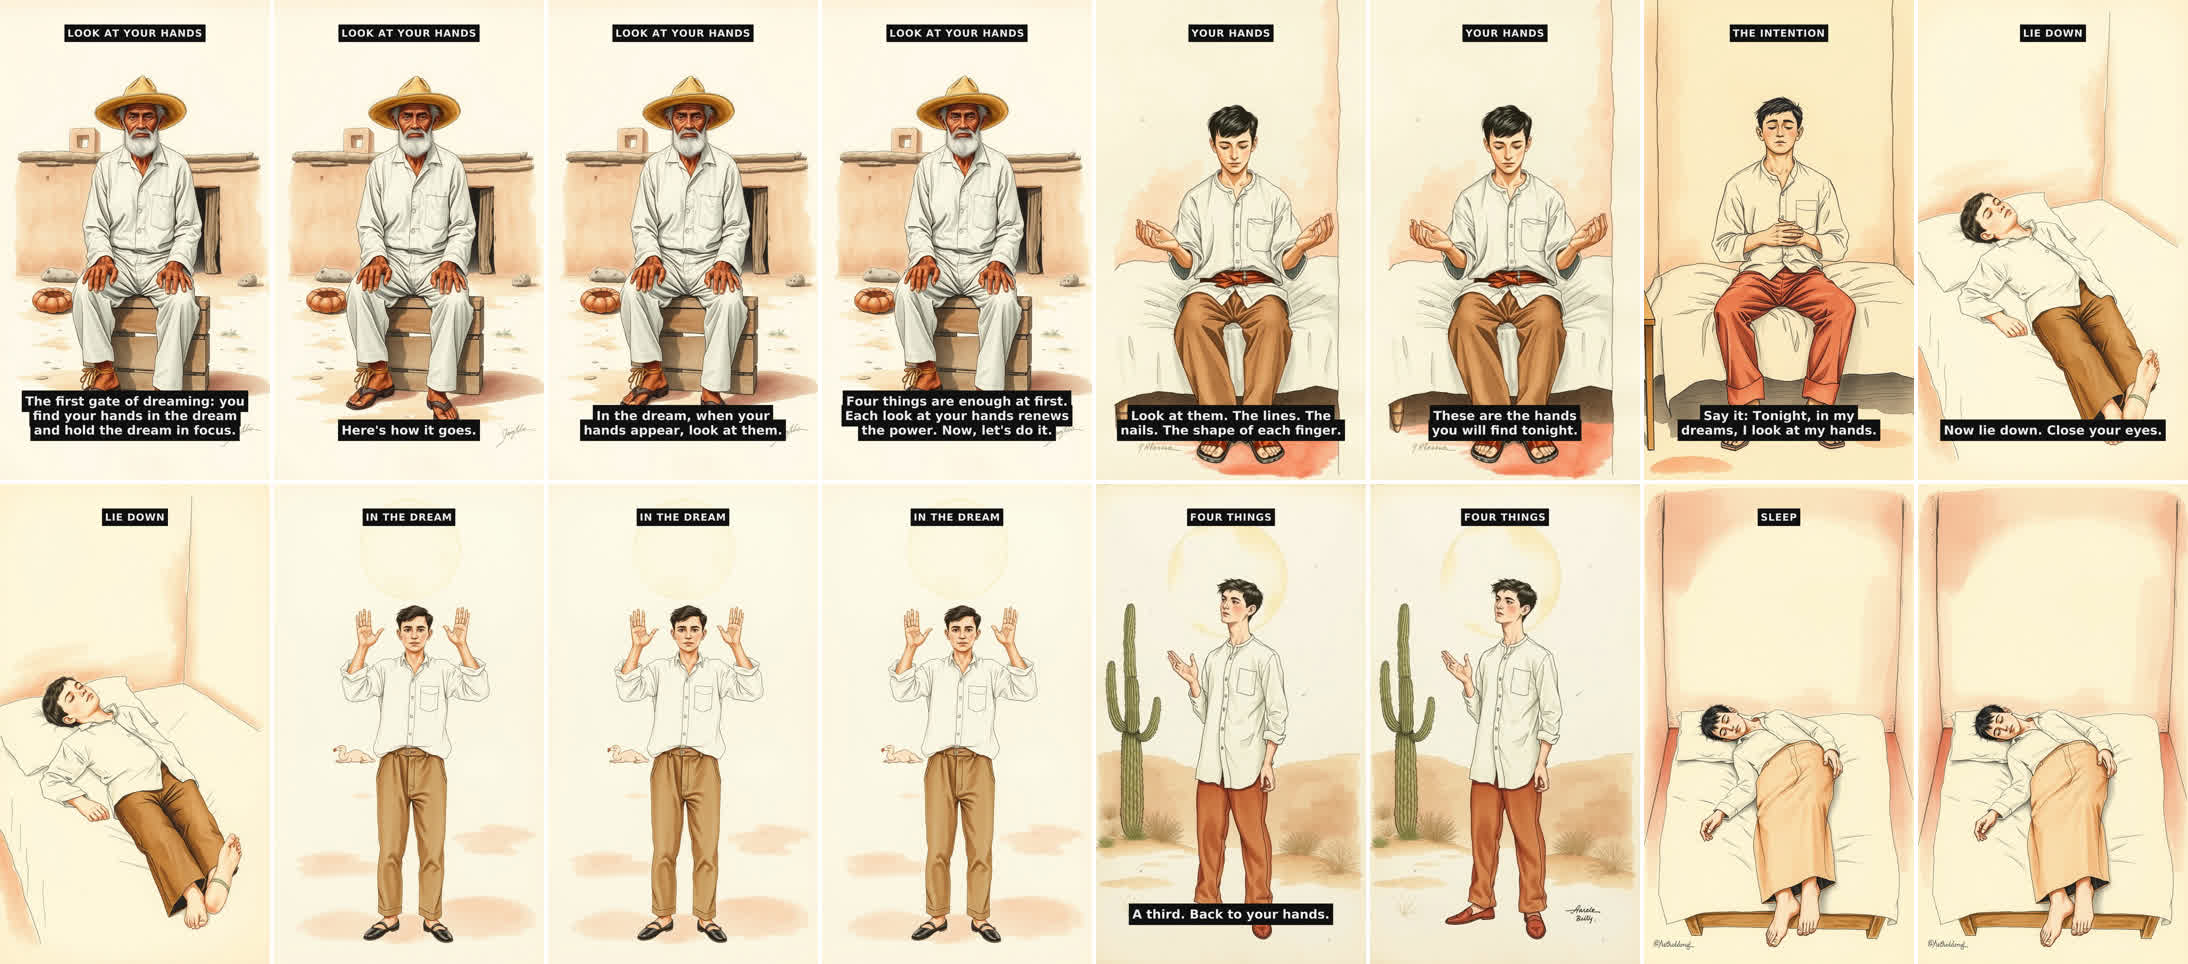 LOOK AT YOUR HANDS
The first gate of dreaming: you
find your hands in the dream
and hold the dream in focus.
LOOK AT YOUR HANDS
Here's how it goes.
LOOK AT YOUR HANDS
In the dream, when your
hands appear, look at them.
LOOK AT YOUR HANDS
Four things are enough at first.
Each look at your hands renews
the power. Now, let's do it.
YOUR HANDS
Look at them. The lines. The
nails. The shape of each finger.
YOUR HANDS
These are the hands
you will find tonight.
THE INTENTION
Say it: Tonight, in my
dreams, I look at my hands.
LIE DOWN
Now lie down. Close your eyes.
LIE DOWN
IN THE DREAM
IN THE DREAM
IN THE DREAM
FOUR THINGS
A third. Back to your hands.
FOUR THINGS
SLEEP